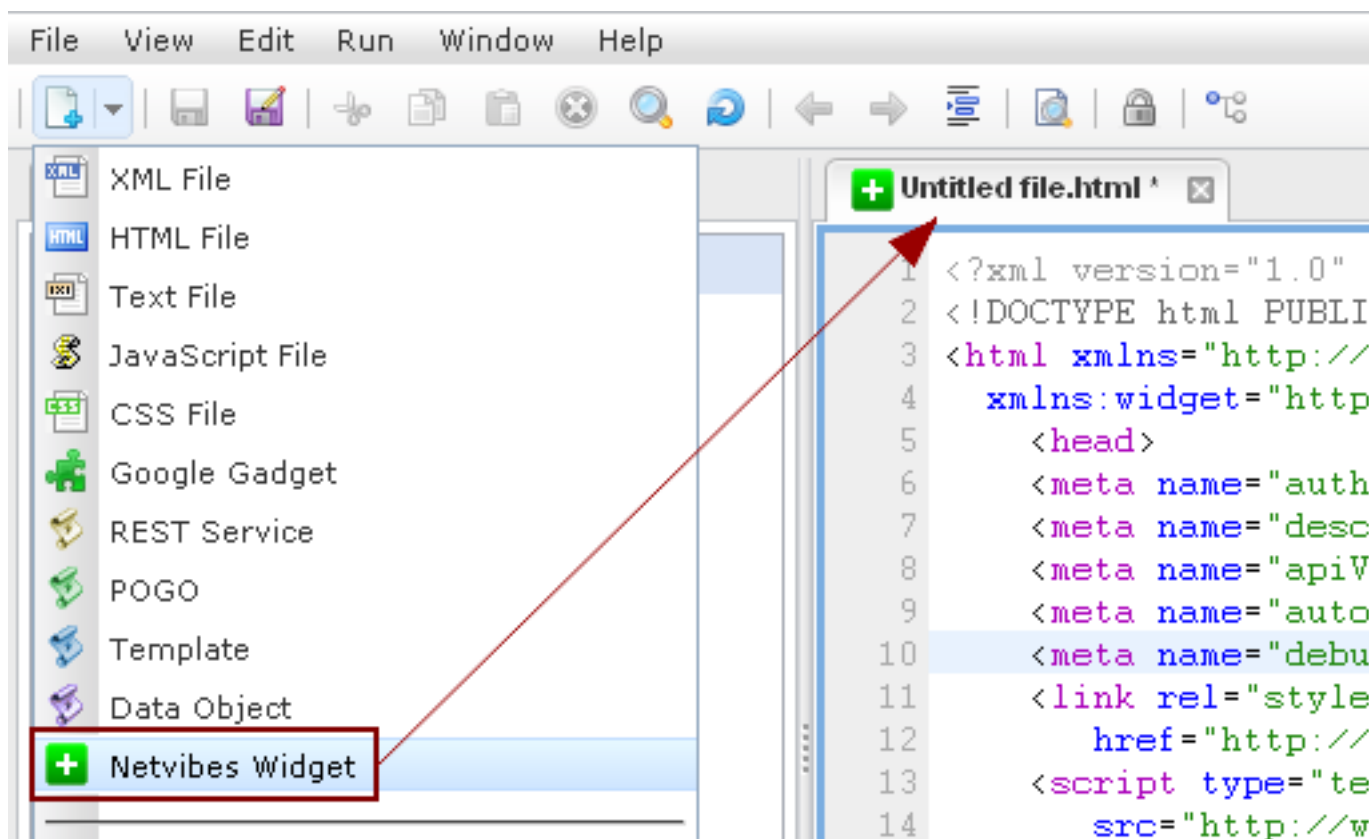 File View Edit Run Window Help
XML File
HTML File
Text File
JavaScript File
CSS File
Google Gadget
REST Service
POGO
Template
Data Object
Netvibes Widget
Untitled file.html *
1 <?xml version="1.0"
2 <!DOCTYPE html PUBLI
3 <html xmlns="http://
4 xmlns:widget="http
5 <head>
6 <meta name="auth
7 <meta name="desc
8 <meta name="apiV
9 <meta name="auto
10 <meta name="debu
11 <link rel="style
12 href="http://
13 <script type="te
14 src="http://w